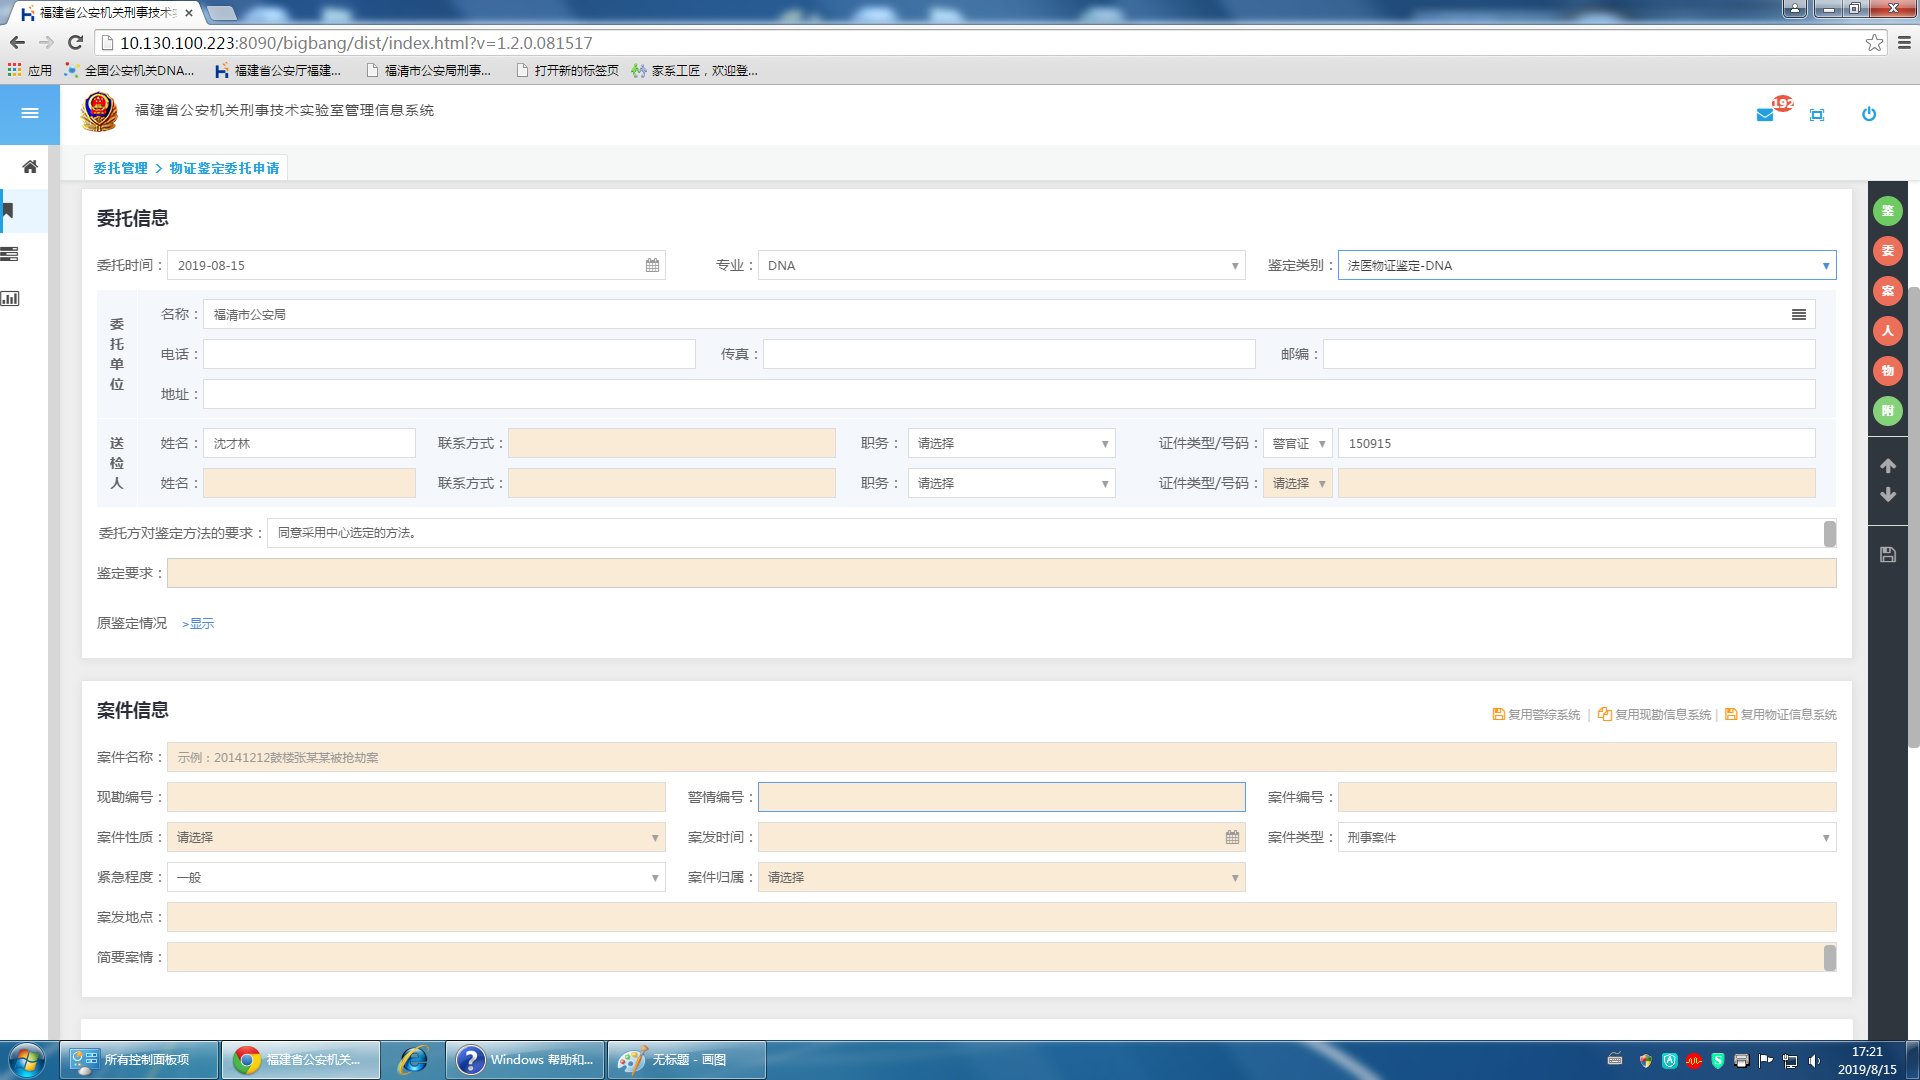 福建省公安机关刑事技术实
10.130.100.223:8090/bigbang/dist/index.html?v=1.2.0.081517
应用 全国公安机关DNA... 福建省公安厅福建... 福清市公安局刑事... 打开新的标签页 家系工匠，欢迎登...
福建省公安机关刑事技术实验室管理信息系统
192
委托管理 > 物证鉴定委托申请
委托信息
委托时间： 2019-08-15 专业： DNA 鉴定类别： 法医物证鉴定-DNA
委托单位
名称： 福清市公安局
电话： 传真： 邮编：
地址：
送检人
姓名： 沈才林 联系方式： 职务： 请选择 证件类型/号码： 警官证 150915
姓名： 联系方式： 职务： 请选择 证件类型/号码： 请选择
委托方对鉴定方法的要求： 同意采用中心选定的方法。
鉴定要求：
原鉴定情况 >显示
案件信息
复用警综系统 | 复用现勘信息系统 | 复用物证信息系统
案件名称： 示例：20141212鼓楼张某某被抢劫案
现勘编号： 警情编号： 案件编号：
案件性质： 请选择 案发时间： 案件类型： 刑事案件
紧急程度： 一般 案件归属： 请选择
案发地点：
简要案情：
鉴
委
案
人
物
附
所有控制面板项 福建省公安机关... Windows 帮助和... 无标题 - 画图
17:21
2019/8/15